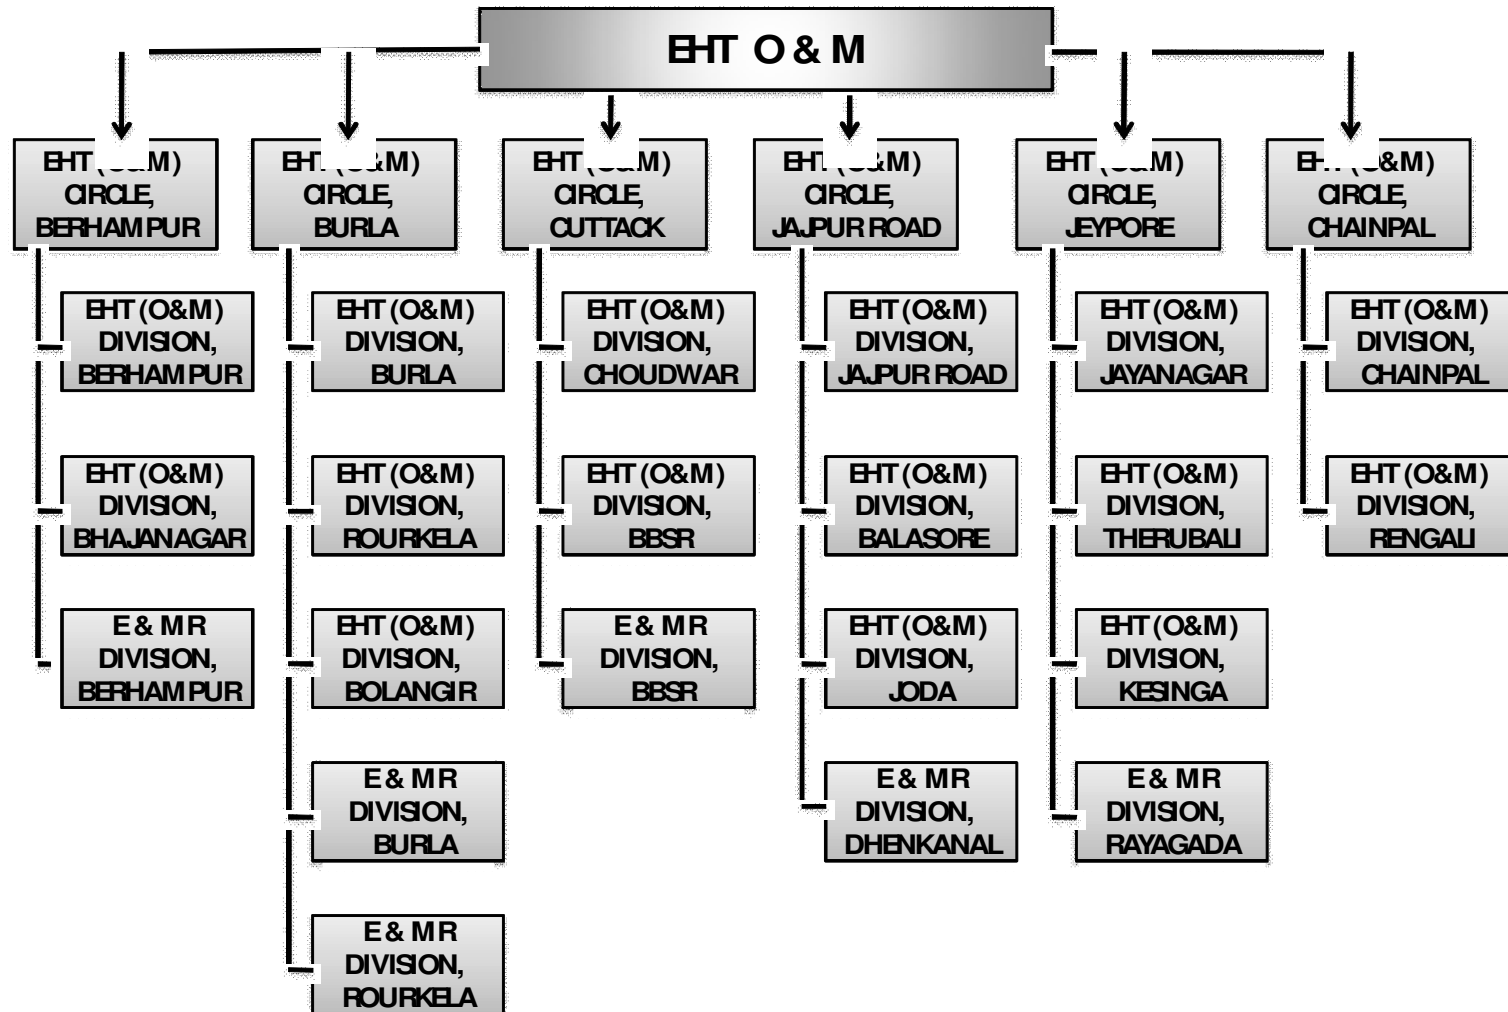 EHT O & M
EHT (O&M)
CIRCLE,
BERHAMPUR
EHT (O&M)
CIRCLE,
BURLA
EHT (O&M)
CIRCLE,
CUTTACK
EHT (O&M)
CIRCLE,
JAJPUR ROAD
EHT (O&M)
CIRCLE,
JEYPORE
EHT (O&M)
CIRCLE,
CHAINPAL
EHT (O&M)
DIVISION,
BERHAMPUR
EHT (O&M)
DIVISION,
BURLA
EHT (O&M)
DIVISION,
CHOUDWAR
EHT (O&M)
DIVISION,
JAJPUR ROAD
EHT (O&M)
DIVISION,
JAYANAGAR
EHT (O&M)
DIVISION,
CHAINPAL
EHT (O&M)
DIVISION,
BHAJANAGAR
EHT (O&M)
DIVISION,
ROURKELA
EHT (O&M)
DIVISION,
BBSR
EHT (O&M)
DIVISION,
BALASORE
EHT (O&M)
DIVISION,
THERUBALI
EHT (O&M)
DIVISION,
RENGALI
E & MR
DIVISION,
BERHAMPUR
EHT (O&M)
DIVISION,
BOLANGIR
E & MR
DIVISION,
BBSR
EHT (O&M)
DIVISION,
JODA
EHT (O&M)
DIVISION,
KESINGA
E & MR
DIVISION,
BURLA
E & MR
DIVISION,
DHENKANAL
E & MR
DIVISION,
RAYAGADA
E & MR
DIVISION,
ROURKELA